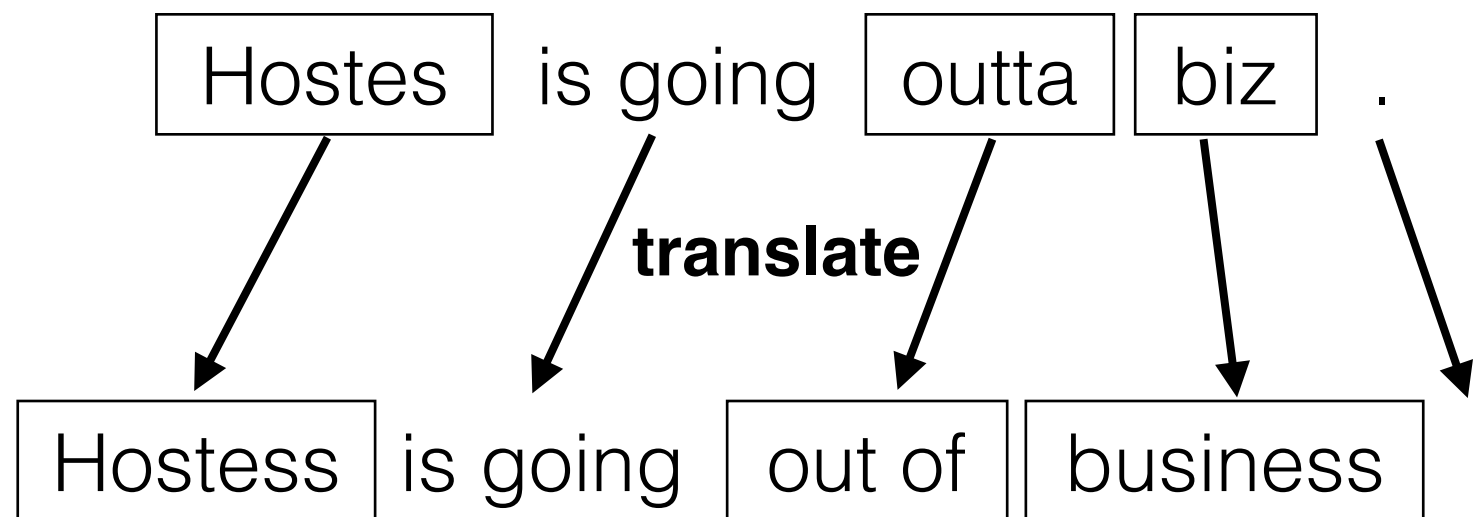 Hostes is going outta biz .
translate
Hostess is going out of business